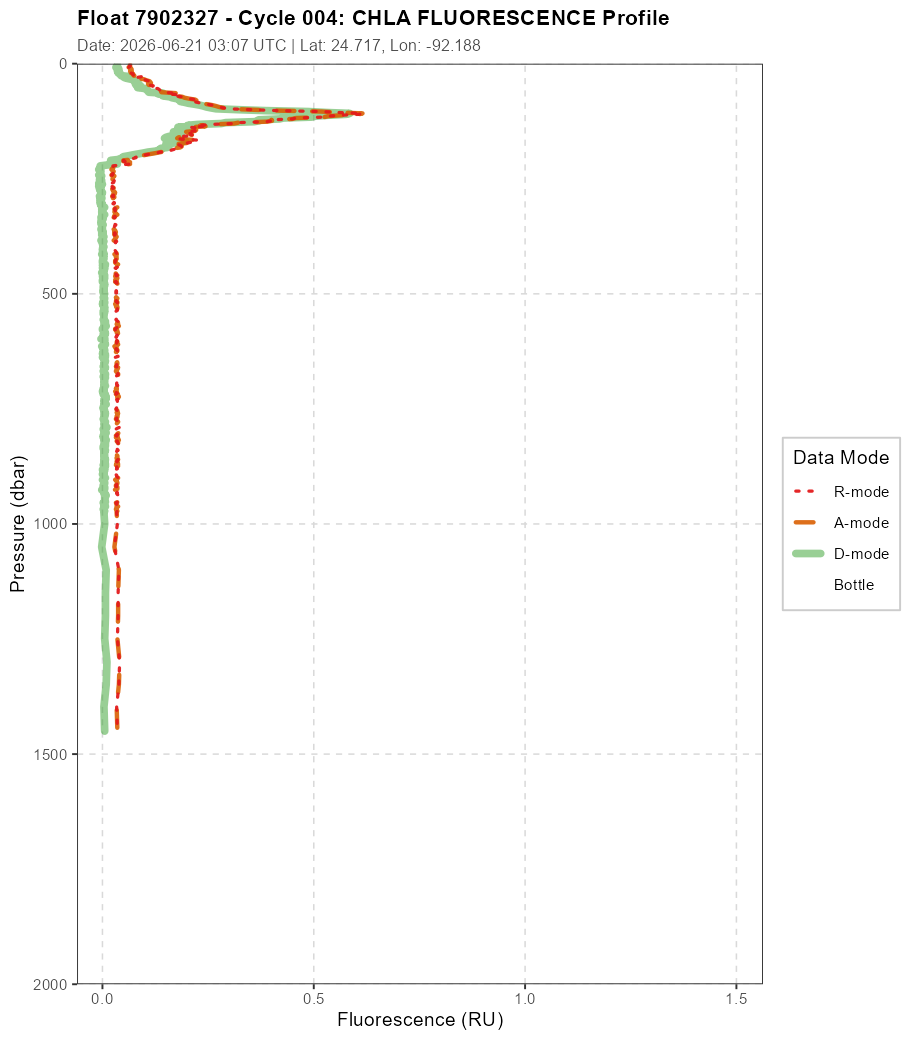 Float 7902327 - Cycle 004: CHLA FLUORESCENCE Profile
Date: 2026-06-21 03:07 UTC | Lat: 24.717, Lon: -92.188
0
500
1000
1500
2000
Pressure (dbar)
0.0
0.5
1.0
1.5
Fluorescence (RU)
Data Mode
R-mode
A-mode
D-mode
Bottle